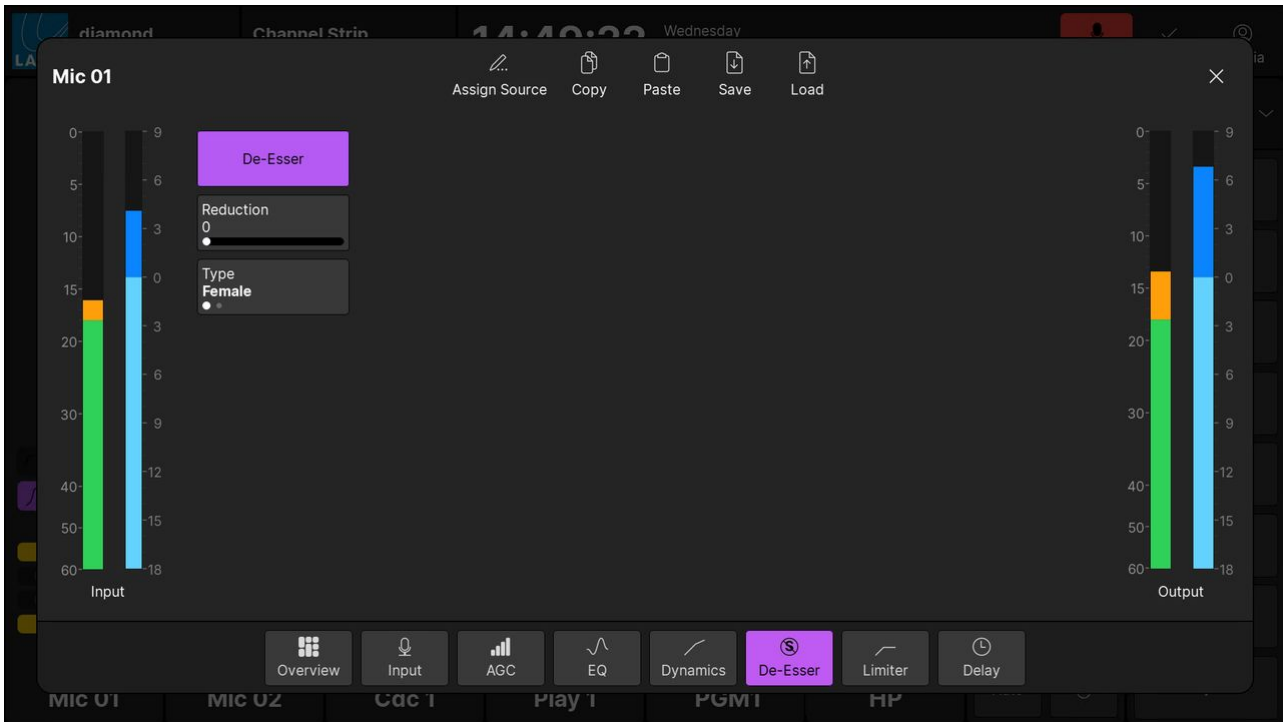 diamond
Channel Strip
Wednesday
Mic 01
Assign Source
Copy
Paste
Save
Load
0 9
5 6
10 3
15 0
20 3
6
30 9
40 12
50 15
60 18
Input
De-Esser
Reduction
0
Type
Female
0 9
5 6
10 3
15 0
20 3
6
30 9
40 12
50 15
60 18
Output
Overview
Input
AGC
EQ
Dynamics
S
De-Esser
Limiter
Delay
Mic 01
Mic 02
Cdc 1
Play 1
PGM1
HP